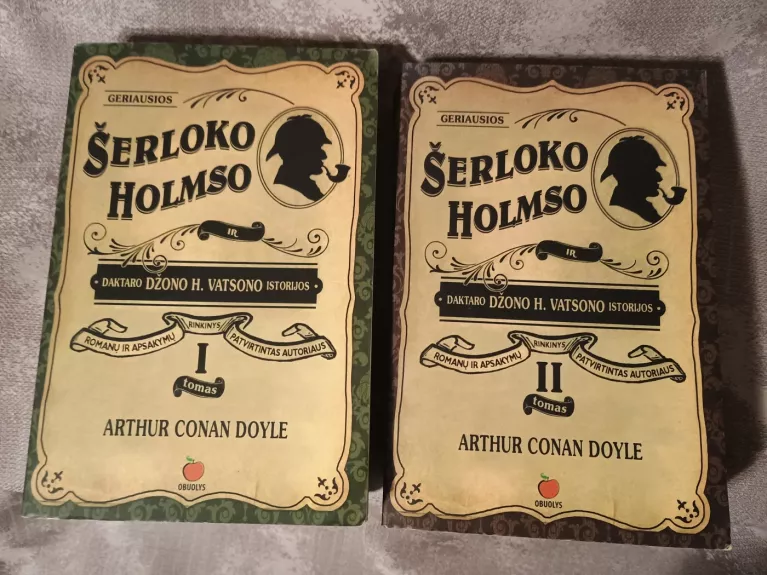 GERIAUSIOS
ŠERLOKO
HOLMSO
IR
DAKTARO DŽONO H. VATSONO ISTORIJOS
ROMANŲ IR APSAKYMŲ RINKINYS PATVIRTINTAS AUTORIAUS
I
tomas
ARTHUR CONAN DOYLE
OBUOLYS
GERIAUSIOS
ŠERLOKO
HOLMSO
IR
DAKTARO DŽONO H. VATSONO ISTORIJOS
ROMANŲ IR APSAKYMŲ RINKINYS PATVIRTINTAS AUTORIAUS
II
tomas
ARTHUR CONAN DOYLE
OBUOLYS